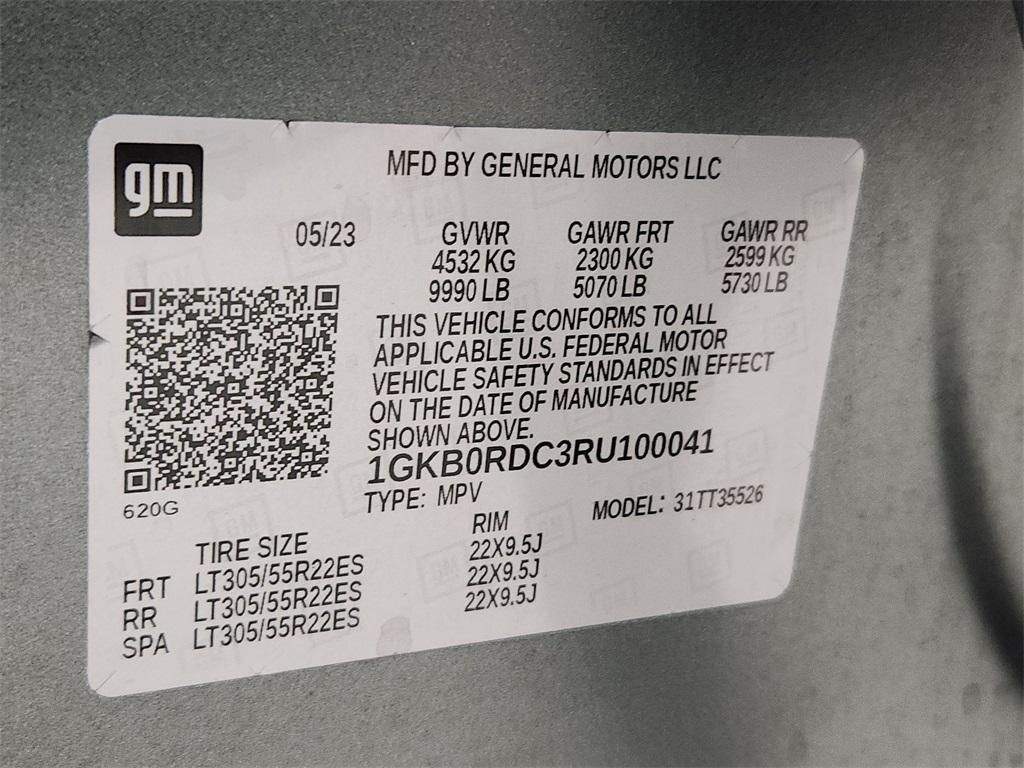 gm
MFD BY GENERAL MOTORS LLC
05/23 GVWR GAWR FRT GAWR RR
4532 KG 2300 KG 2599 KG
9990 LB 5070 LB 5730 LB
THIS VEHICLE CONFORMS TO ALL
APPLICABLE U.S. FEDERAL MOTOR
VEHICLE SAFETY STANDARDS IN EFFECT
ON THE DATE OF MANUFACTURE
SHOWN ABOVE.
1GKB0RDC3RU100041
TYPE: MPV MODEL: 31TT35526
620G
TIRE SIZE RIM
FRT LT305/55R22ES 22X9.5J
RR LT305/55R22ES 22X9.5J
SPA LT305/55R22ES 22X9.5J